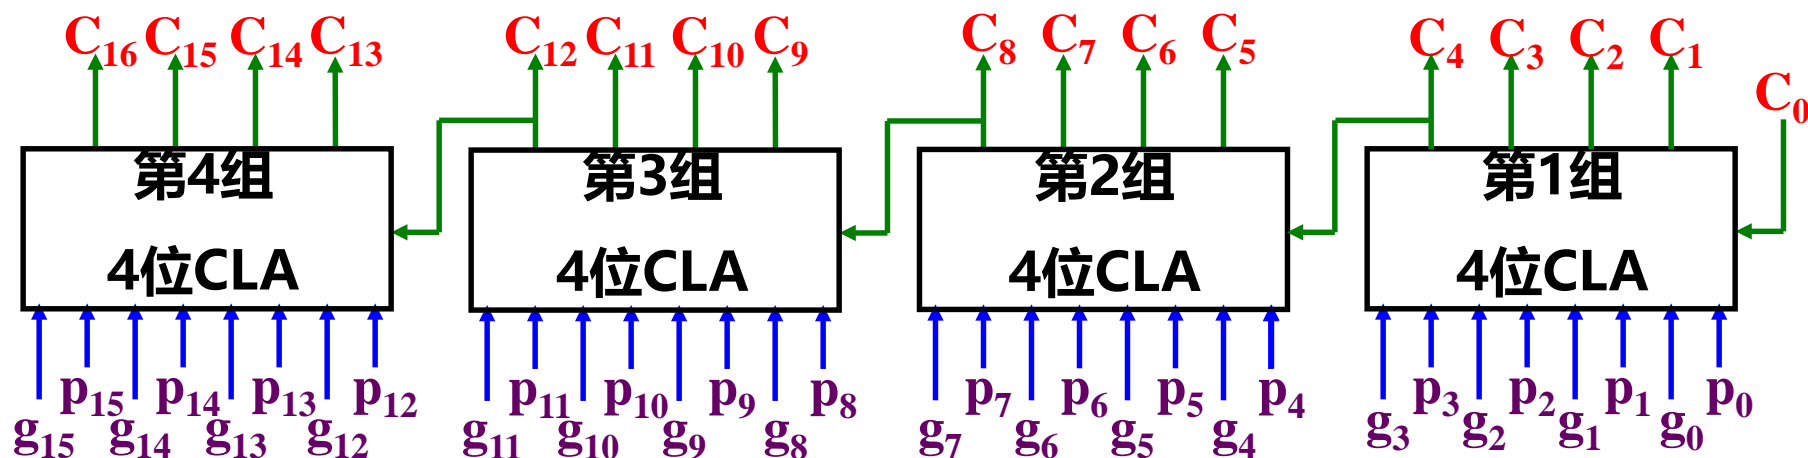 C16 C15 C14 C13 C12 C11 C10 C9 C8 C7 C6 C5 C4 C3 C2 C1
C0
第4组 第3组 第2组 第1组
4位CLA 4位CLA 4位CLA 4位CLA
p15 p14 p13 p12 p11 p10 p9 p8 p7 p6 p5 p4 p3 p2 p1 p0
g15 g14 g13 g12 g11 g10 g9 g8 g7 g6 g5 g4 g3 g2 g1 g0